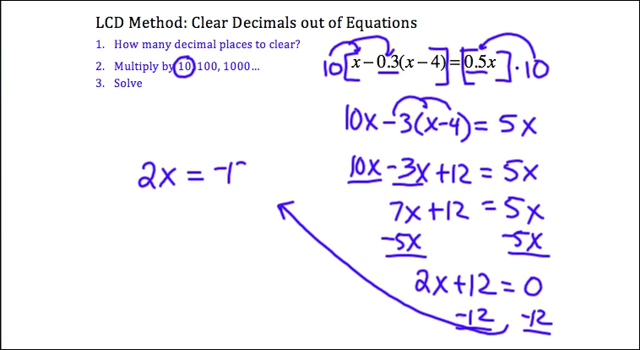 LCD Method: Clear Decimals out of Equations
1. How many decimal places to clear?
2. Multiply by 10, 100, 1000...
3. Solve
10[x – 0.3(x – 4)] = [0.5x] · 10
10x - 3(x-4) = 5x
10x - 3x + 12 = 5x
7x + 12 = 5x
-5x -5x
2x + 12 = 0
-12, -12
2x = -1